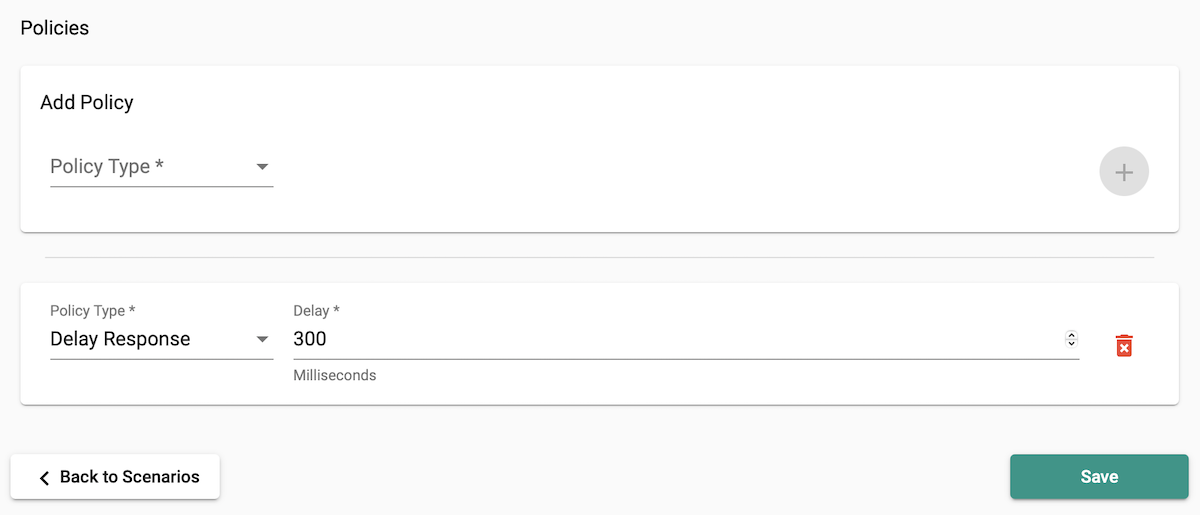 Policies
Add Policy
Policy Type *
Policy Type *
Delay *
Delay Response
300
Milliseconds
Back to Scenarios
Save